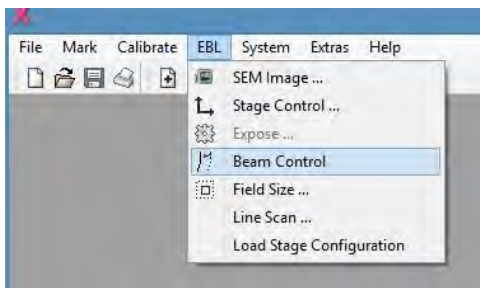 File Mark Calibrate EBL System Extras Help
SEM Image ...
Stage Control ...
Expose ...
Beam Control
Field Size ...
Line Scan ...
Load Stage Configuration